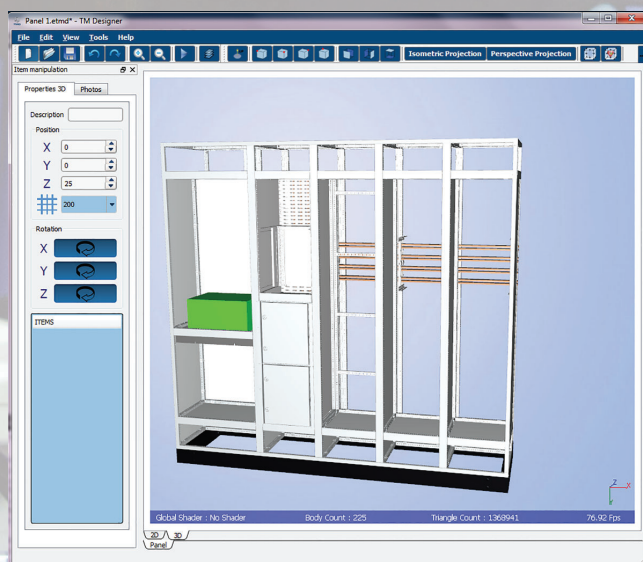 Panel 1.etmd* - TM Designer
File Edit View Tools Help
Isometric Projection Perspective Projection
Item manipulation
Properties 3D Photos
Description
Position
X 0
Y 0
Z 25
200
Rotation
X
Y
Z
ITEMS
Z
X
Y
Global Shader : No Shader Body Count : 225 Triangle Count : 1368941 76.92 Fps
2D 3D
Panel